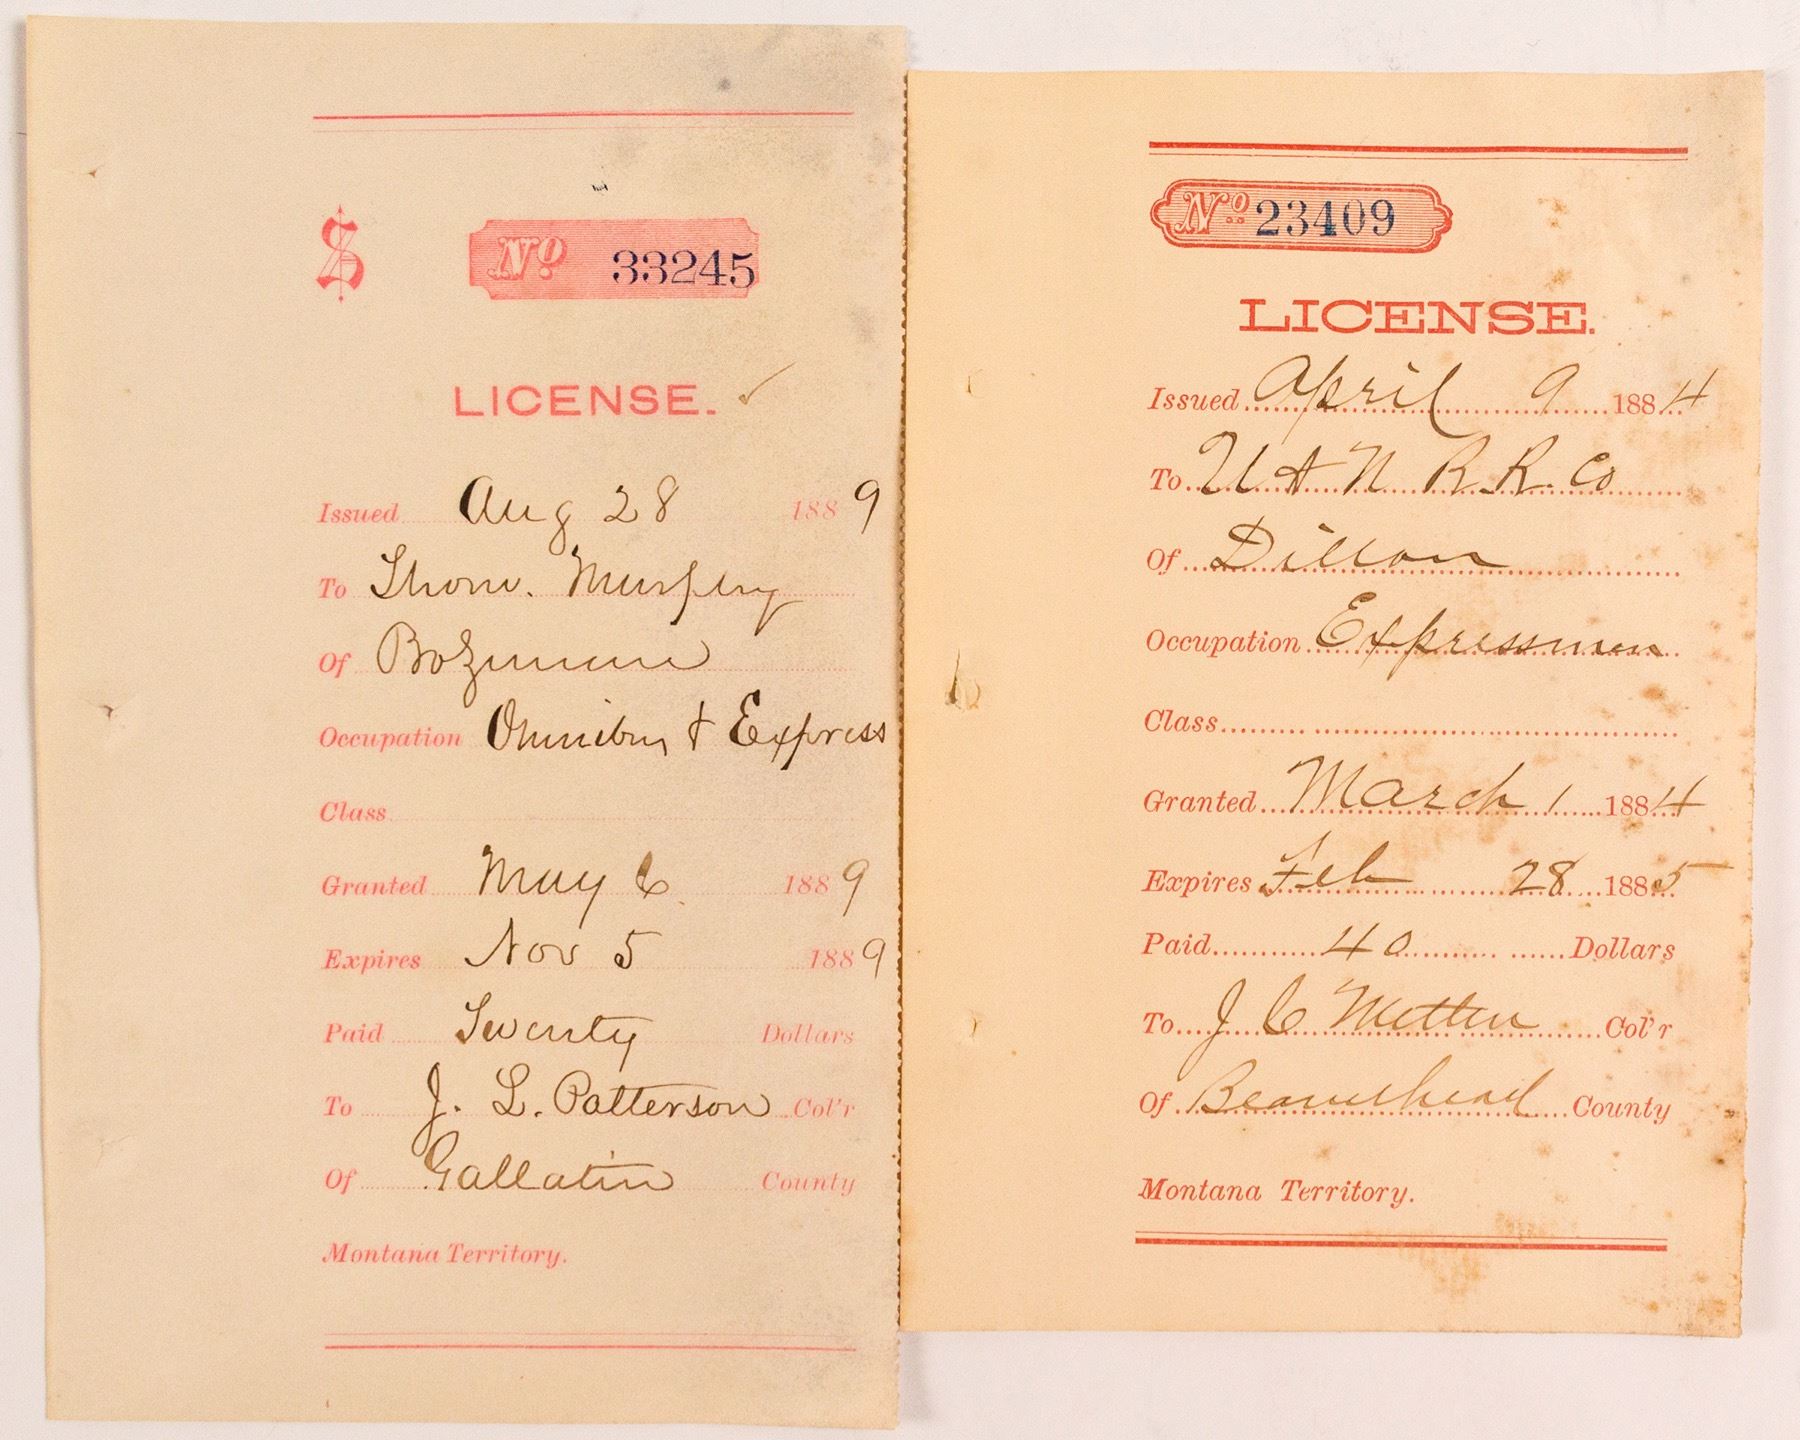 $ No 33245
LICENSE.
Issued Aug 28 1889
To Thom. Murphy
Of Bozeman
Occupation Omnibus & Express
Class
Granted May 6 1889
Expires Nov 5 1889
Paid Twenty Dollars
To J. L. Patterson Col'r
Of Gallatin County
Montana Territory.
No 23409
LICENSE.
Issued April 9 1884
To U & N R. R. Co
Of Dillon
Occupation Expressmen
Class
Granted March 1 1884
Expires Feb 28 1885
Paid 40 Dollars
To J C Metten Col'r
Of Beaverhead County
Montana Territory.